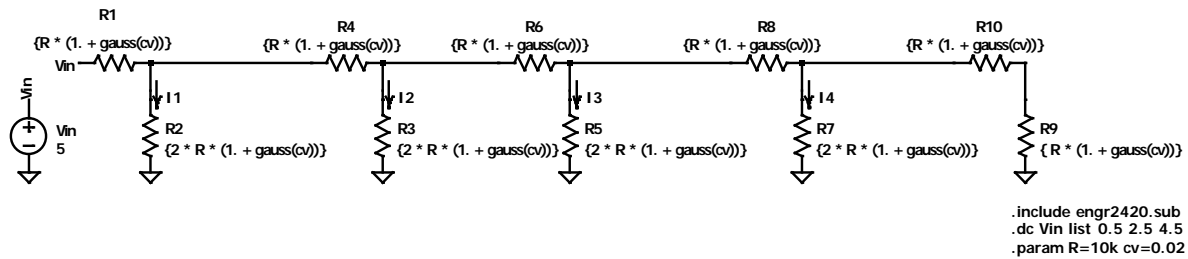 R1
{R * (1. + gauss(cv))}
R4
{R * (1. + gauss(cv))}
R6
{R * (1. + gauss(cv))}
R8
{R * (1. + gauss(cv))}
R10
{R * (1. + gauss(cv))}
Vin
I1
I2
I3
I4
Vin
Vin
5
R2
{2 * R * (1. + gauss(cv))}
R3
{2 * R * (1. + gauss(cv))}
R5
{2 * R * (1. + gauss(cv))}
R7
{2 * R * (1. + gauss(cv))}
R9
{ R * (1. + gauss(cv))}
.include engr2420.sub
.dc Vin list 0.5 2.5 4.5
.param R=10k cv=0.02